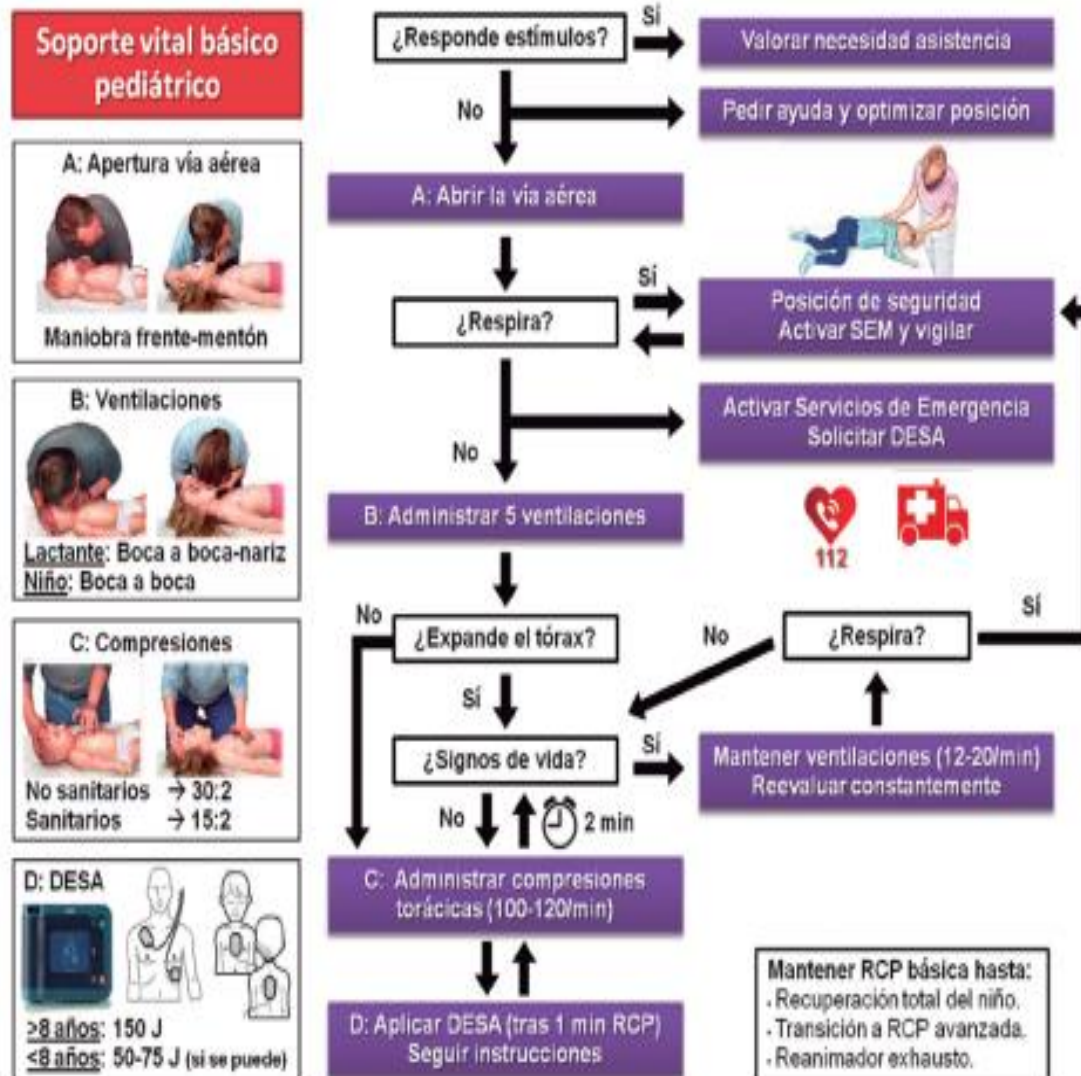 Soporte vital básico
pediátrico
A: Apertura vía aérea
Maniobra frente-mentón
B: Ventilaciones
Lactante: Boca a boca-nariz
Niño: Boca a boca
C: Compresiones
No sanitarios → 30:2
Sanitarios → 15:2
D: DESA
>8 años: 150 J
<8 años: 50-75 J (si se puede)
¿Responde estímulos?
Sí
Valorar necesidad asistencia
No
Pedir ayuda y optimizar posición
A: Abrir la vía aérea
¿Respira?
Sí
Posición de seguridad
Activar SEM y vigilar
No
Activar Servicios de Emergencia
Solicitar DESA
112
B: Administrar 5 ventilaciones
No
¿Expande el tórax?
Sí
No
¿Respira?
Sí
¿Signos de vida?
Sí
Mantener ventilaciones (12-20/min)
Reevaluar constantemente
No
2 min
C: Administrar compresiones
torácicas (100-120/min)
D: Aplicar DESA (tras 1 min RCP)
Seguir instrucciones
Mantener RCP básica hasta:
- Recuperación total del niño.
- Transición a RCP avanzada.
- Reanimador exhausto.